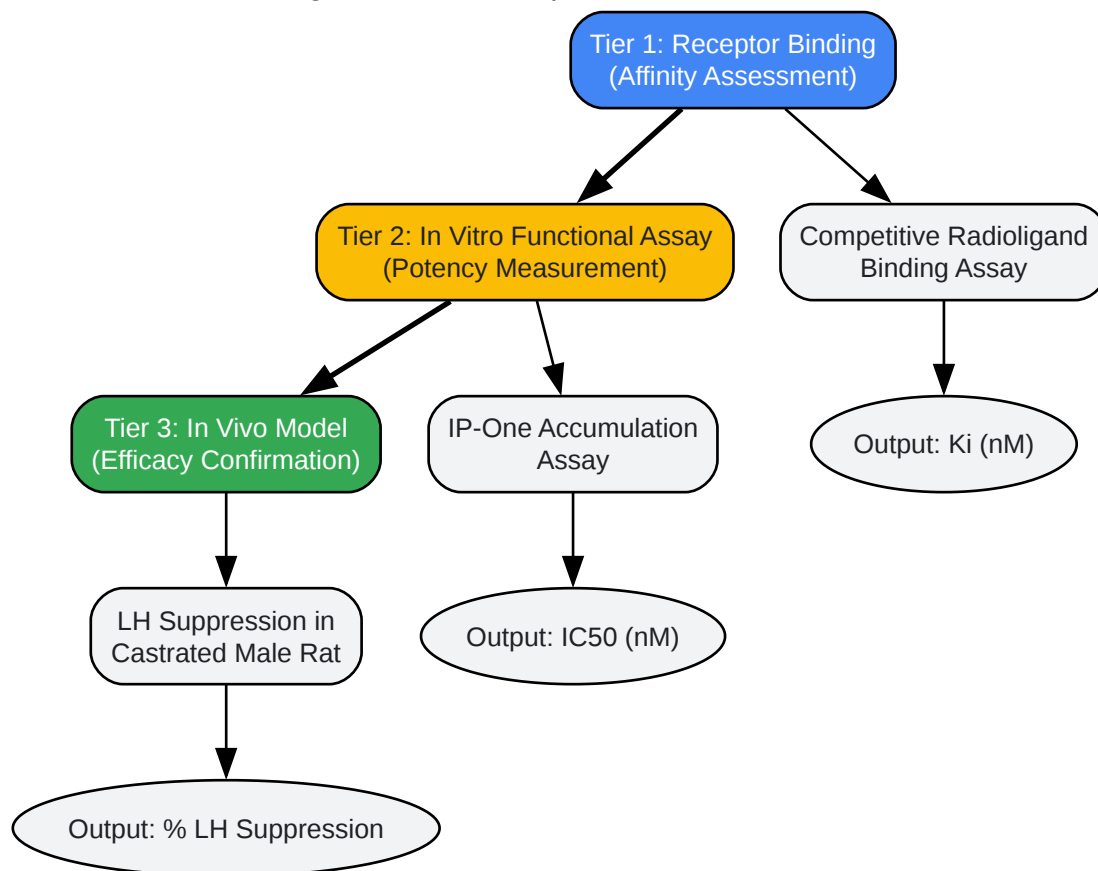 Tier 1: Receptor Binding
(Affinity Assessment)
Tier 2: In Vitro Functional Assay
(Potency Measurement)
Competitive Radioligand
Binding Assay
Tier 3: In Vivo Model
(Efficacy Confirmation)
IP-One Accumulation
Assay
Output: Ki (nM)
LH Suppression in
Castrated Male Rat
Output: IC50 (nM)
Output: % LH Suppression